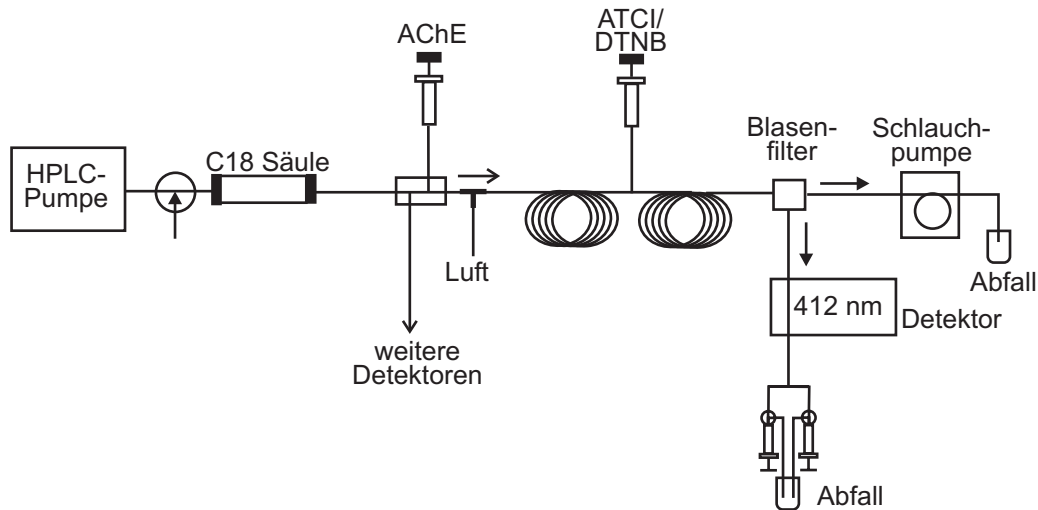 AChE
ATCI/
DTNB
HPLC-
Pumpe
C18 Säule
Blasen-
filter
Schlauch-
pumpe
Luft
weitere
Detektoren
Abfall
412 nm
Detektor
Abfall